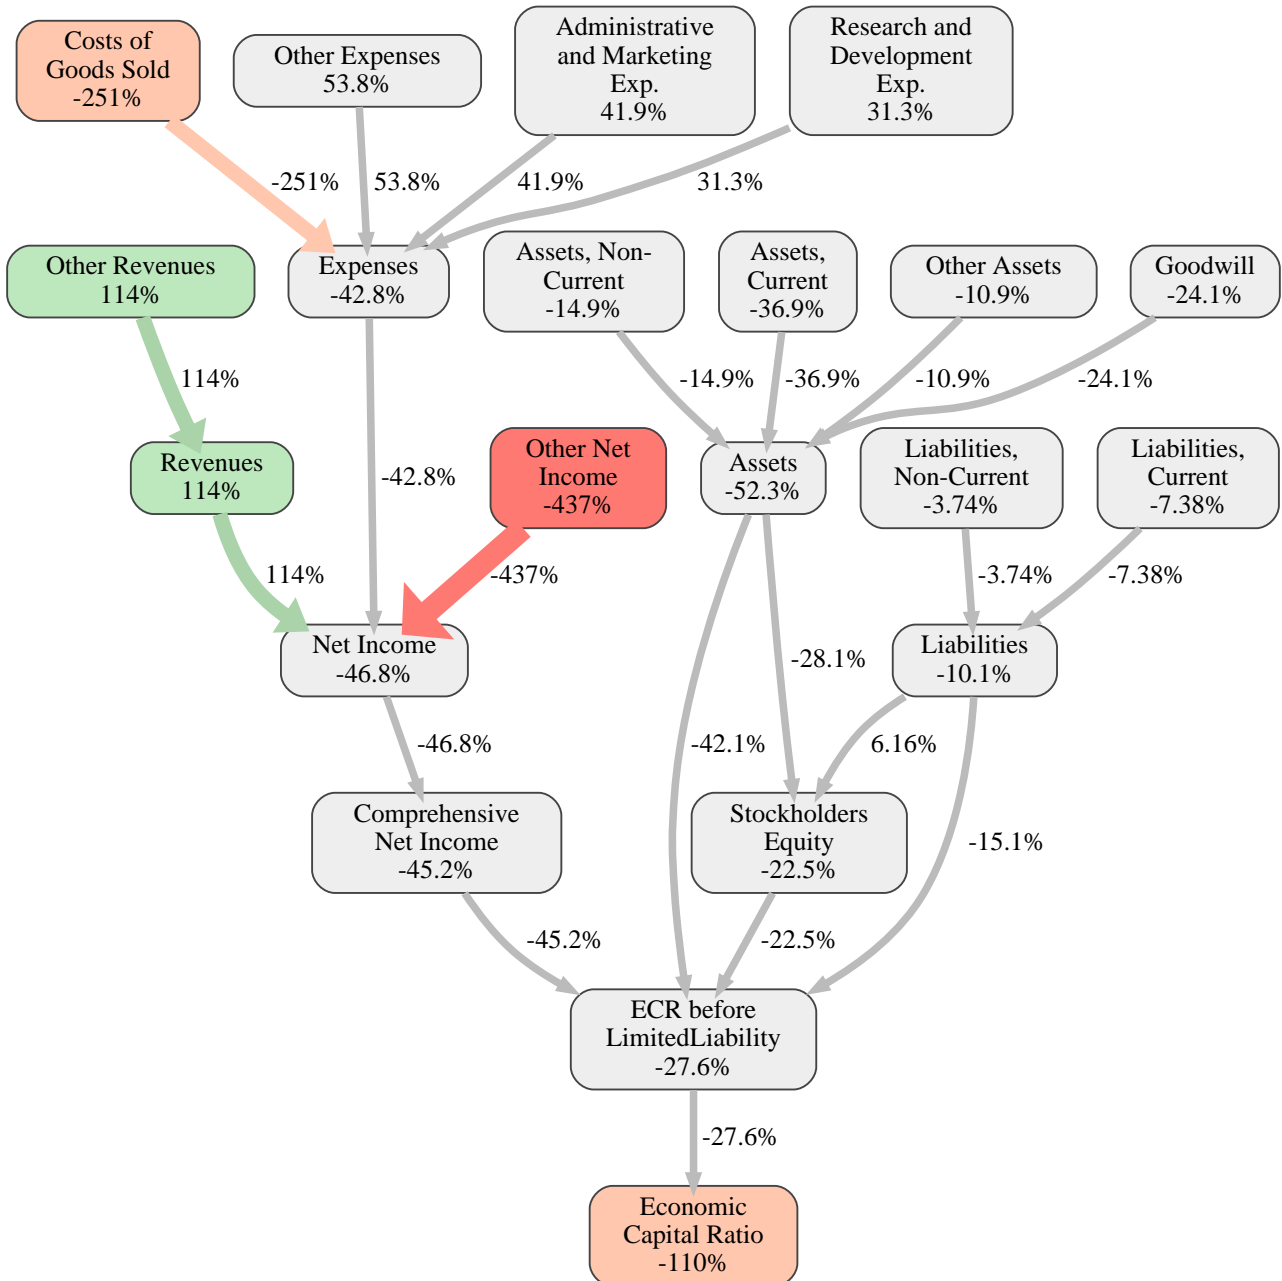 Costs of
Goods Sold
-251%
Other Expenses
53.8%
Administrative
and Marketing
Exp.
41.9%
Research and
Development
Exp.
31.3%
-251%
53.8%
41.9%
31.3%
Other Revenues
114%
Expenses
-42.8%
Assets, Non-
Current
-14.9%
Assets,
Current
-36.9%
Other Assets
-10.9%
Goodwill
-24.1%
114%
-14.9%
-36.9%
-10.9%
-24.1%
Revenues
114%
-42.8%
Other Net
Income
-437%
Assets
-52.3%
Liabilities,
Non-Current
-3.74%
Liabilities,
Current
-7.38%
114%
-437%
-3.74%
-7.38%
Net Income
-46.8%
-28.1%
Liabilities
-10.1%
-46.8%
-42.1%
6.16%
Comprehensive
Net Income
-45.2%
Stockholders
Equity
-22.5%
-15.1%
-45.2%
-22.5%
ECR before
LimitedLiability
-27.6%
-27.6%
Economic
Capital Ratio
-110%